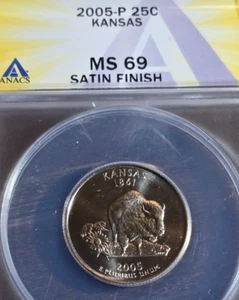 2005-P 25C
KANSAS
ANACS
MS 69
SATIN FINISH
KANSAS
1861
2005
E PLURIBUS UNUM